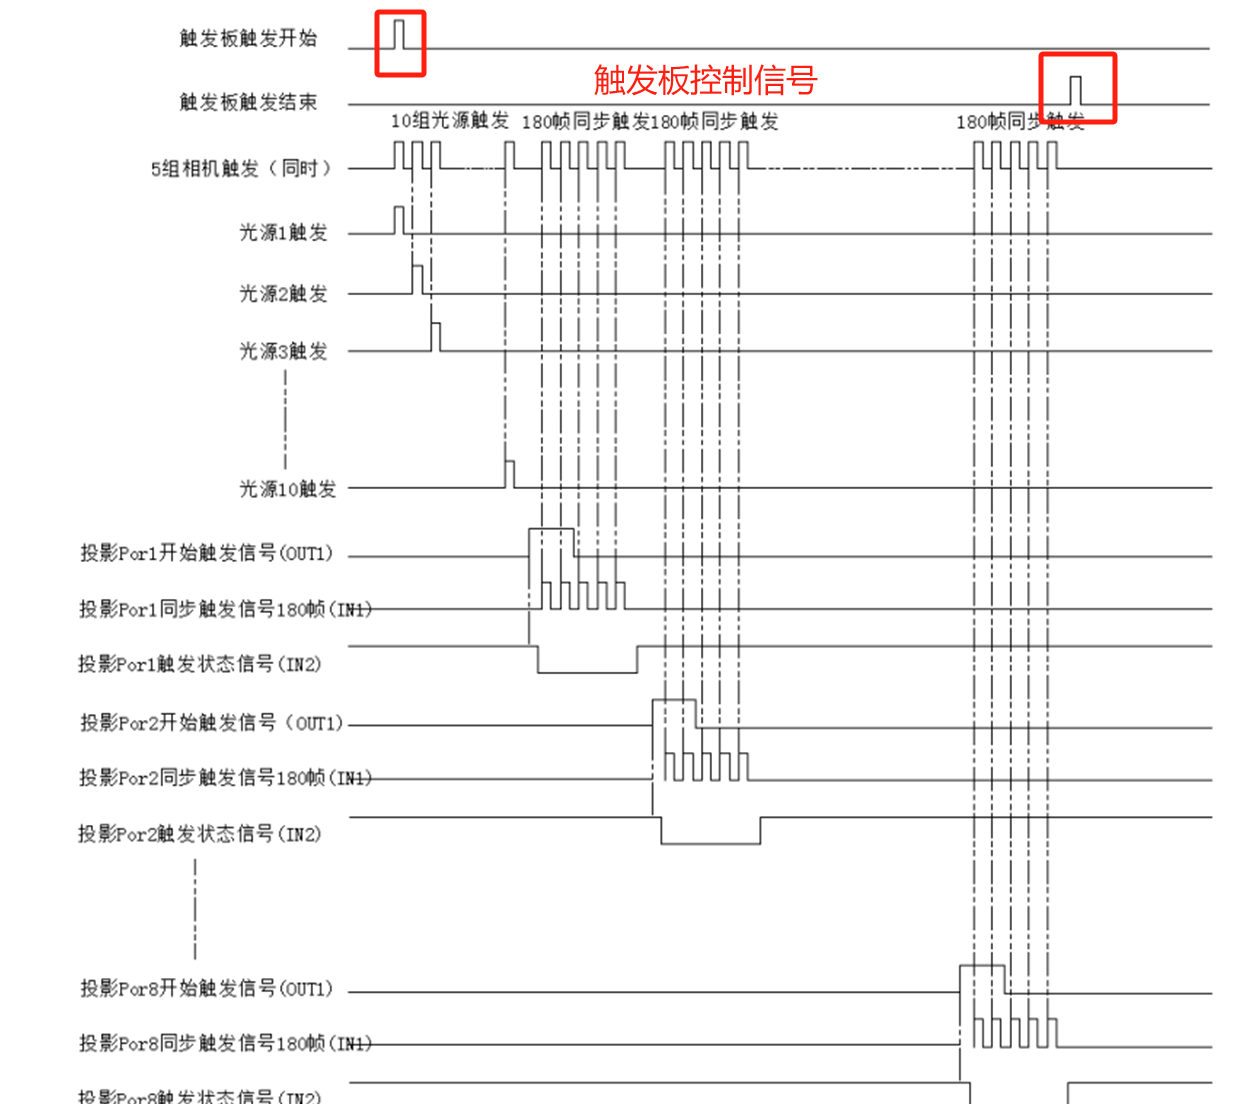 触发板触发开始
触发板控制信号
触发板触发结束
10组光源触发 180帧同步触发180帧同步触发 180帧同步触发
5组相机触发（同时）
光源1触发
光源2触发
光源3触发
光源10触发
投影Por1开始触发信号(OUT1)
投影Por1同步触发信号180帧(IN1)
投影Por1触发状态信号(IN2)
投影Por2开始触发信号（OUT1)
投影Por2同步触发信号180帧(IN1)
投影Por2触发状态信号(IN2)
投影Por8开始触发信号(OUT1)
投影Por8同步触发信号180帧(IN1)
投影Por8触发状态信号(IN2)